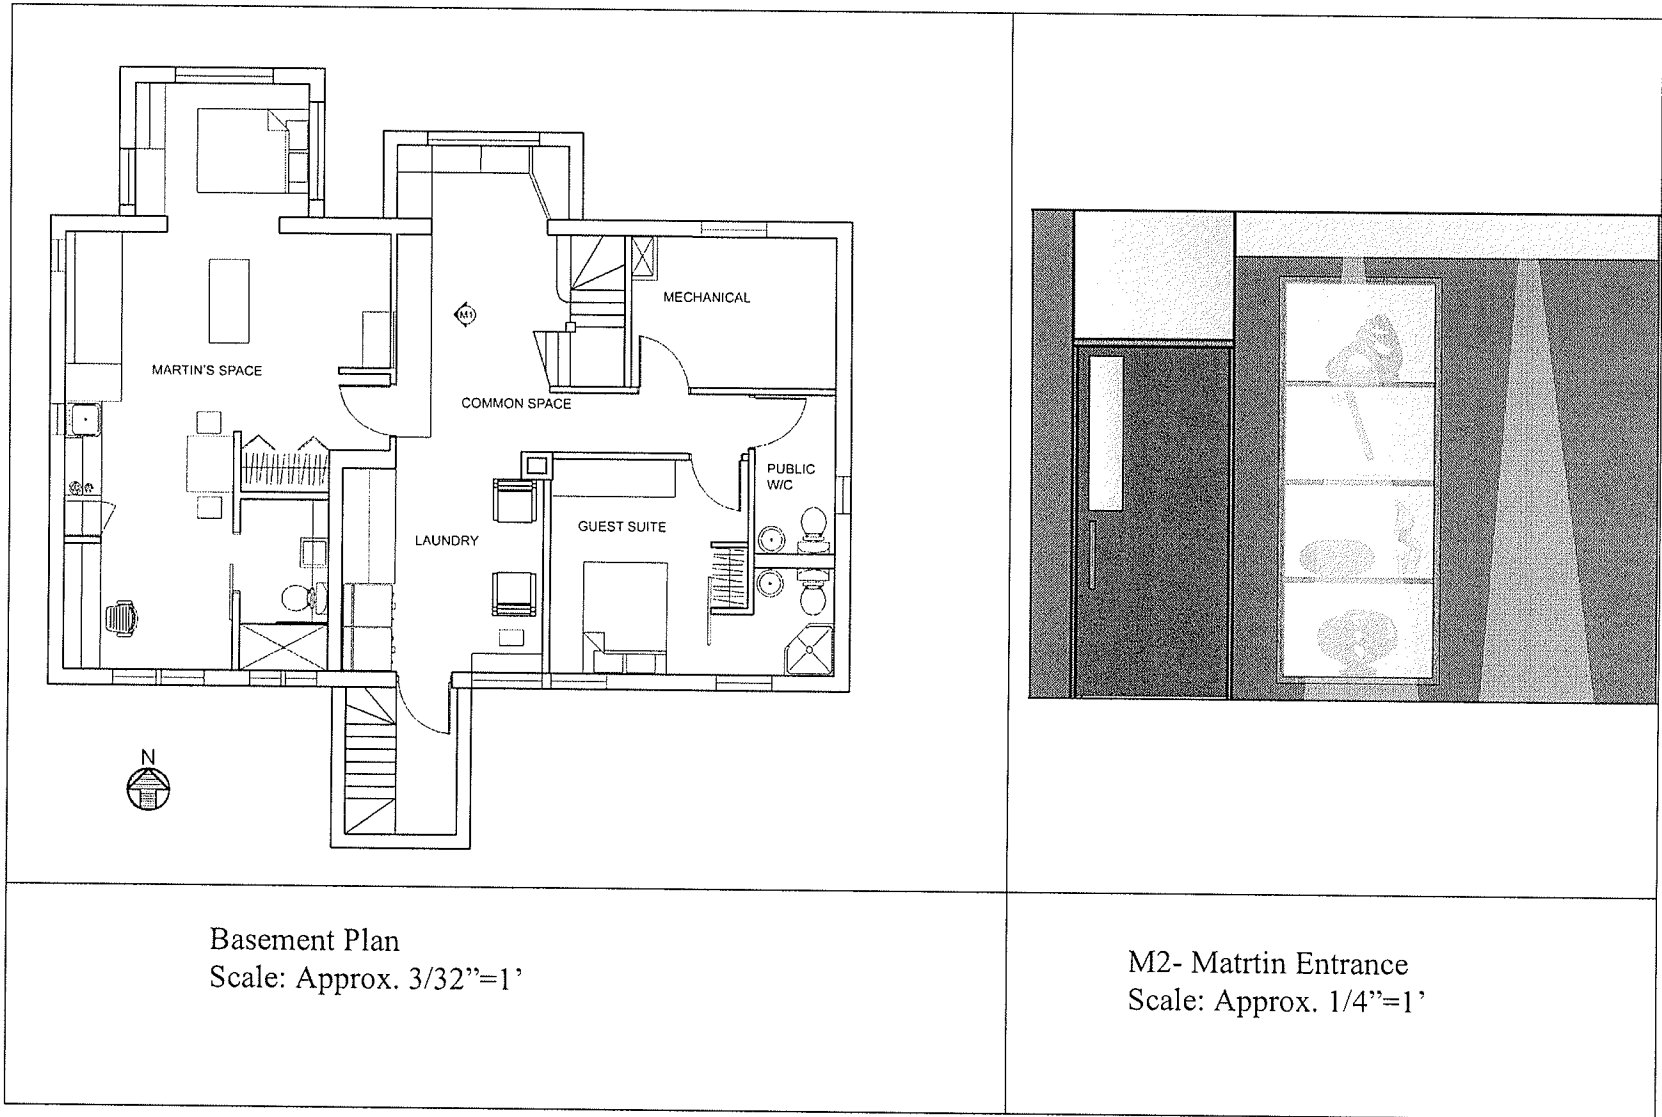 M1
MECHANICAL
MARTIN'S SPACE
COMMON SPACE
PUBLIC
W/C
GUEST SUITE
LAUNDRY
N
Basement Plan
Scale: Approx. 3/32”=1’
M2- Matrtin Entrance
Scale: Approx. 1/4”=1’